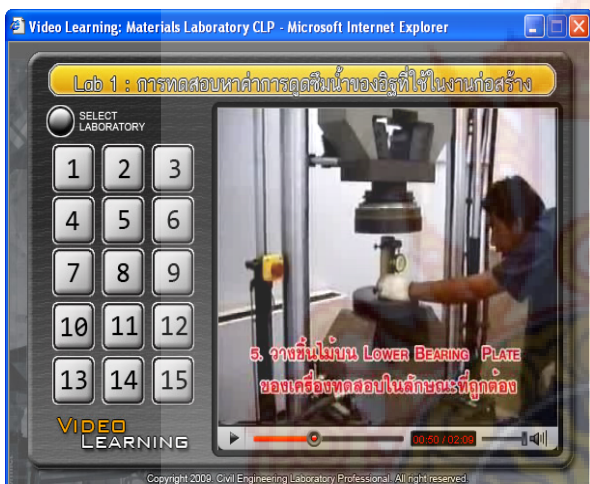 Video Learning: Materials Laboratory CLP - Microsoft Internet Explorer
Lab 1 : การทดสอบหาค่าการดูดซึมน้ำของอิฐที่ใช้ในงานก่อสร้าง
SELECT
LABORATORY
1 2 3
4 5 6
7 8 9
10 11 12
13 14 15
5. วางชิ้นไม้บน LOWER BEARING PLATE
ของเครื่องทดสอบในลักษณะที่ถูกต้อง
00:50 / 02:09
VIDEO
LEARNING
Copyright 2009. Civil Engineering Laboratory Professional. All right reserved.